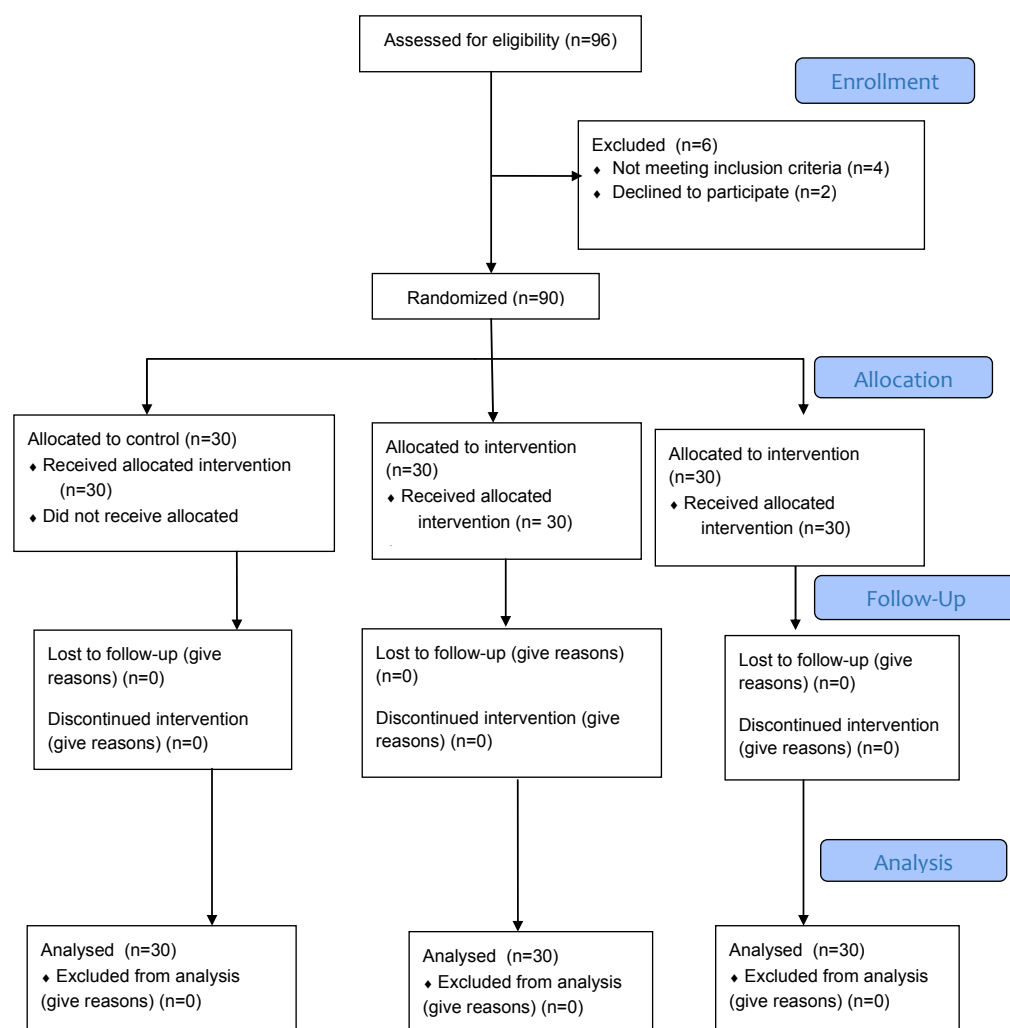 Assessed for eligibility (n=96)
Enrollment
Excluded (n=6)
♦ Not meeting inclusion criteria (n=4)
♦ Declined to participate (n=2)
Randomized (n=90)
Allocation
Allocated to control (n=30)
♦ Received allocated intervention
(n=30)
♦ Did not receive allocated
Allocated to intervention
(n=30)
♦ Received allocated
intervention (n= 30)
Allocated to intervention
(n=30)
♦ Received allocated
intervention (n=30)
Follow-Up
Lost to follow-up (give
reasons) (n=0)
Discontinued intervention
(give reasons) (n=0)
Lost to follow-up (give reasons)
(n=0)
Discontinued intervention (give
reasons) (n=0)
Lost to follow-up (give
reasons) (n=0)
Discontinued intervention
(give reasons) (n=0)
Analysis
Analysed (n=30)
♦ Excluded from analysis
(give reasons) (n=0)
Analysed (n=30)
♦ Excluded from analysis
(give reasons) (n=0)
Analysed (n=30)
♦ Excluded from analysis
(give reasons) (n=0)